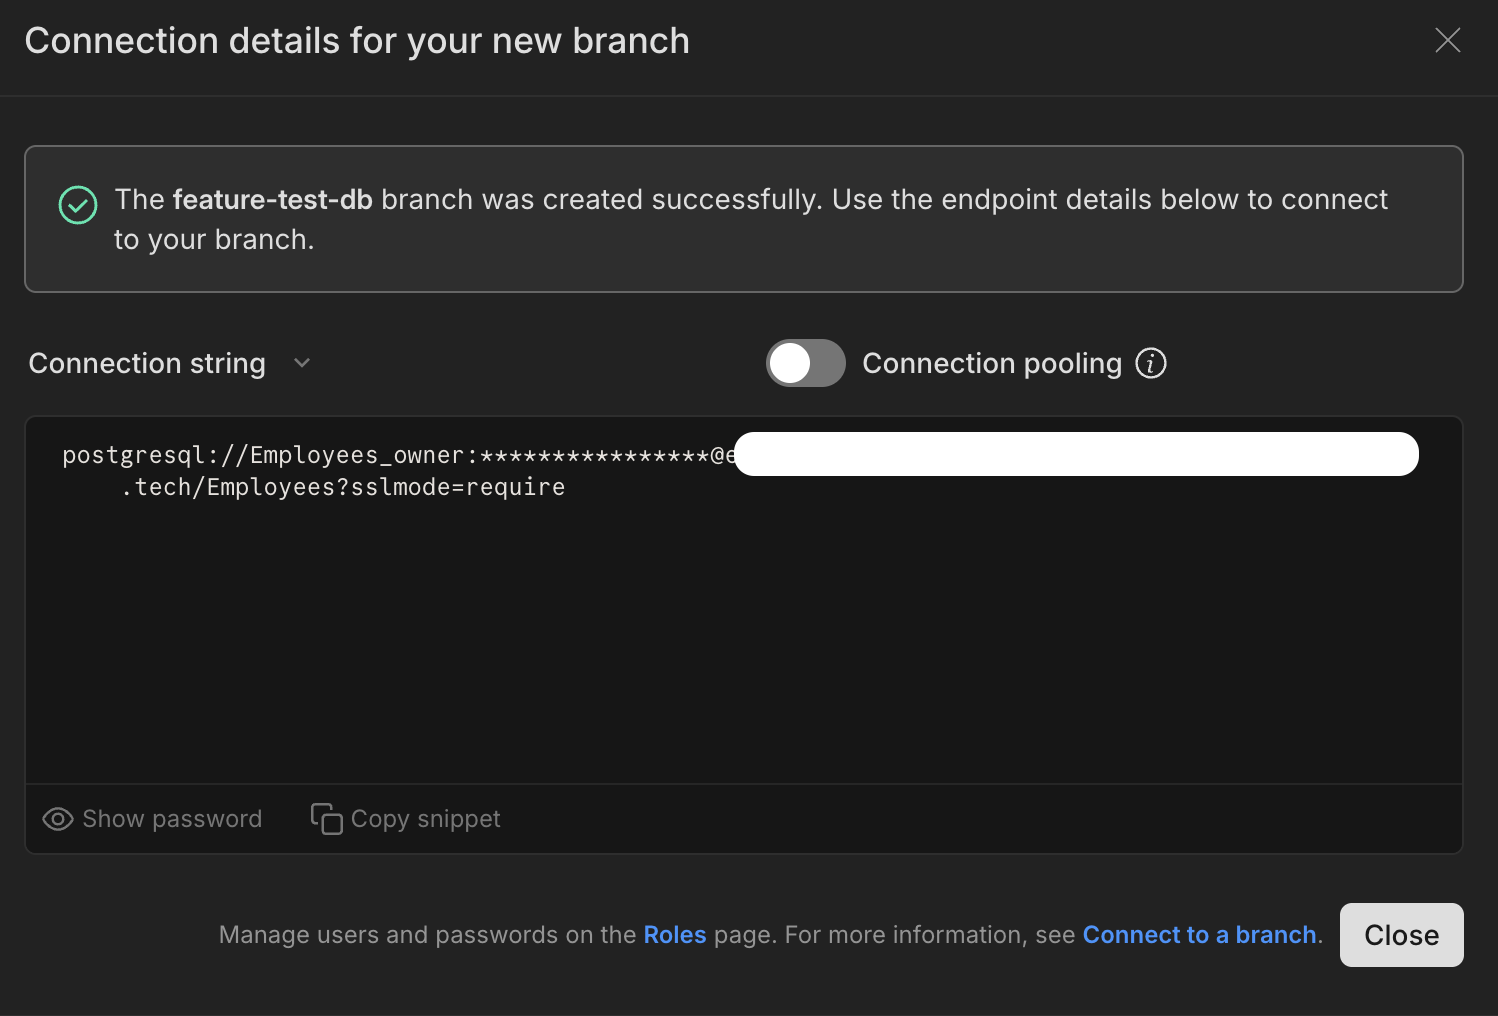 Connection details for your new branch
The feature-test-db branch was created successfully. Use the endpoint details below to connect
to your branch.
Connection string
Connection pooling
postgresql://Employees_owner:****************@e
.tech/Employees?sslmode=require
Show password
Copy snippet
Manage users and passwords on the Roles page. For more information, see Connect to a branch.
Close